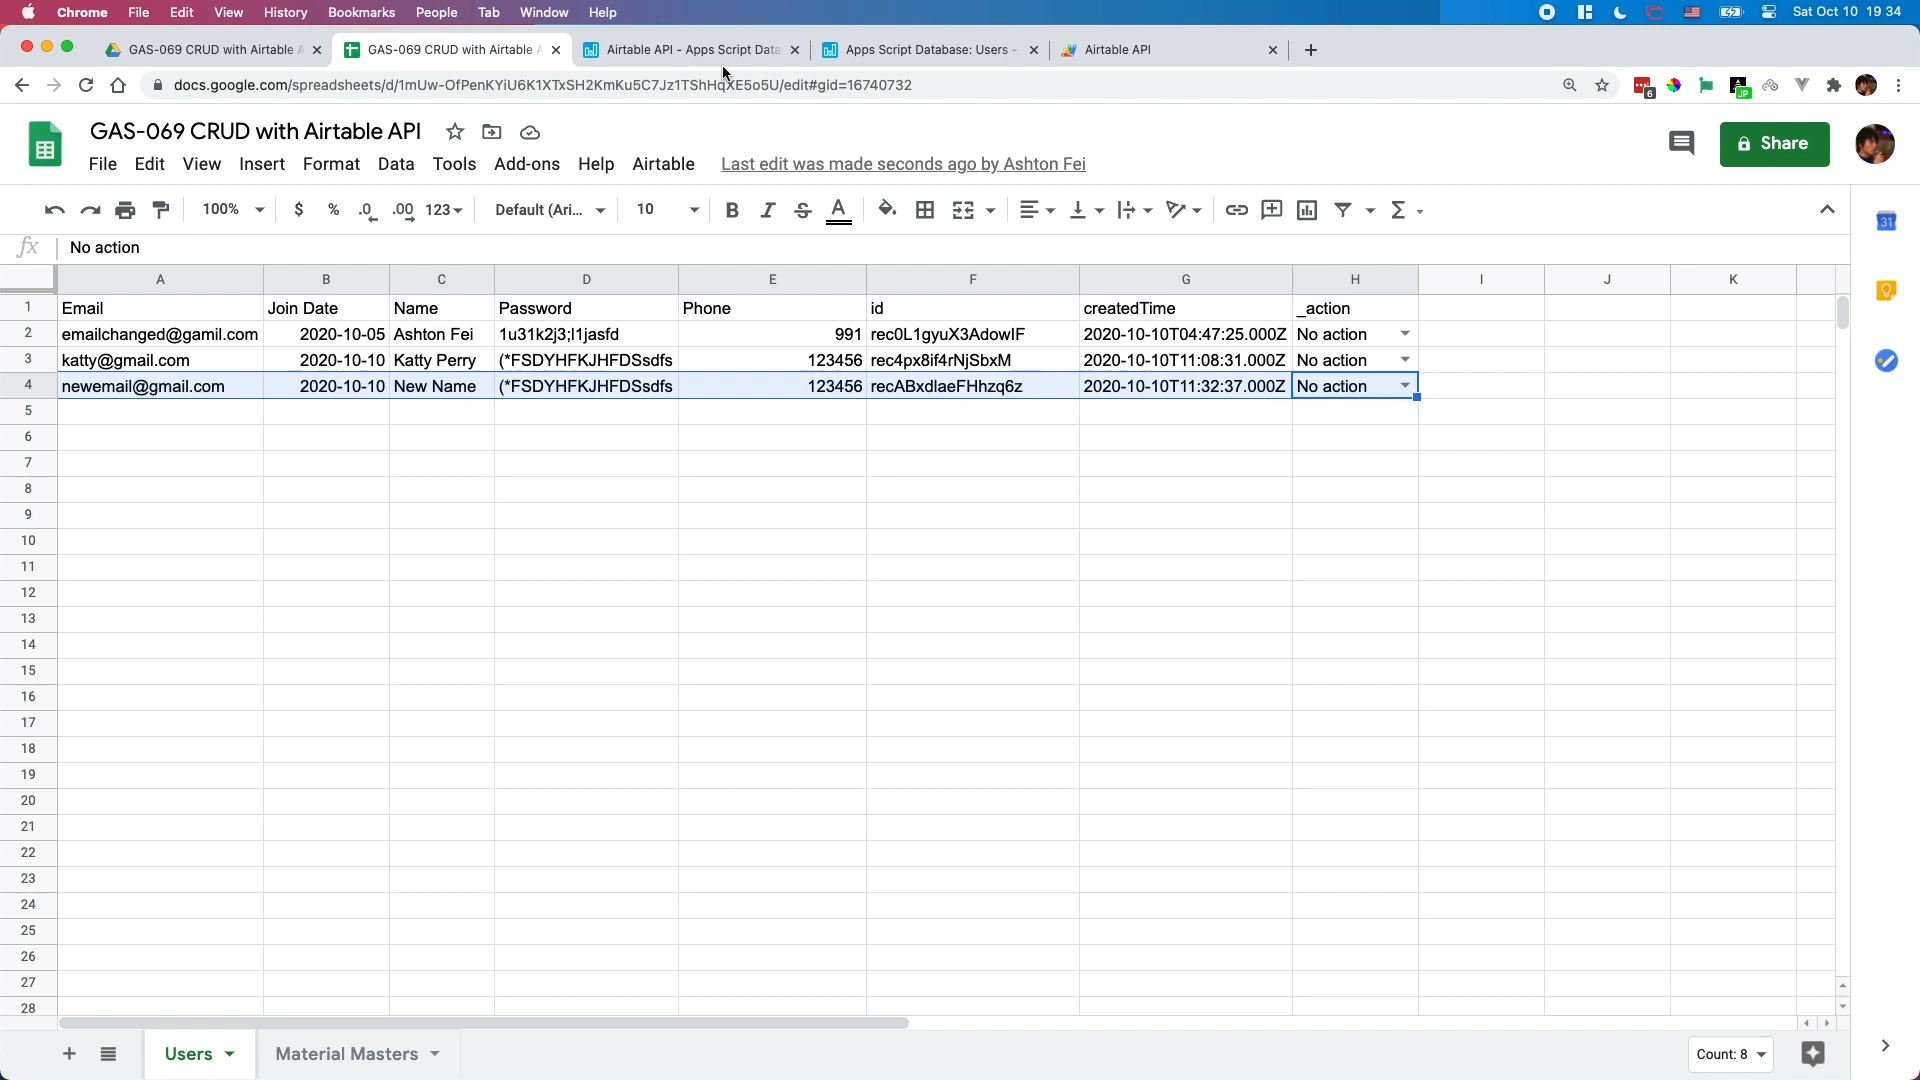 Chrome File Edit View History Bookmarks People Tab Window Help Sat Oct 10 19 34
GAS-069 CRUD with Airtable A GAS-069 CRUD with Airtable A Airtable API - Apps Script Data Apps Script Database: Users - Airtable API
docs.google.com/spreadsheets/d/1mUw-OfPenKYiU6K1XTxSH2KmKu5C7Jz1TShHqXE5o5U/edit#gid=16740732 6 JP
GAS-069 CRUD with Airtable API
Share
File Edit View Insert Format Data Tools Add-ons Help Airtable Last edit was made seconds ago by Ashton Fei
100% $ % .0 .00 123 Default (Ari... 10 B I S A Σ
31
fx No action
A B C D E F G H I J K
1 Email Join Date Name Password Phone id createdTime _action
2 emailchanged@gamil.com 2020-10-05 Ashton Fei 1u31k2j3;l1jasfd 991 rec0L1gyuX3AdowlF 2020-10-10T04:47:25.000Z No action
3 katty@gmail.com 2020-10-10 Katty Perry (*FSDYHFKJHFDSsdfs 123456 rec4px8if4rNjSbxM 2020-10-10T11:08:31.000Z No action
4 newemail@gmail.com 2020-10-10 New Name (*FSDYHFKJHFDSsdfs 123456 recABxdlaeFHhzq6z 2020-10-10T11:32:37.000Z No action
5
6
7
8
9
10
11
12
13
14
15
16
17
18
19
20
21
22
23
24
25
26
27
28
Users Material Masters Count: 8